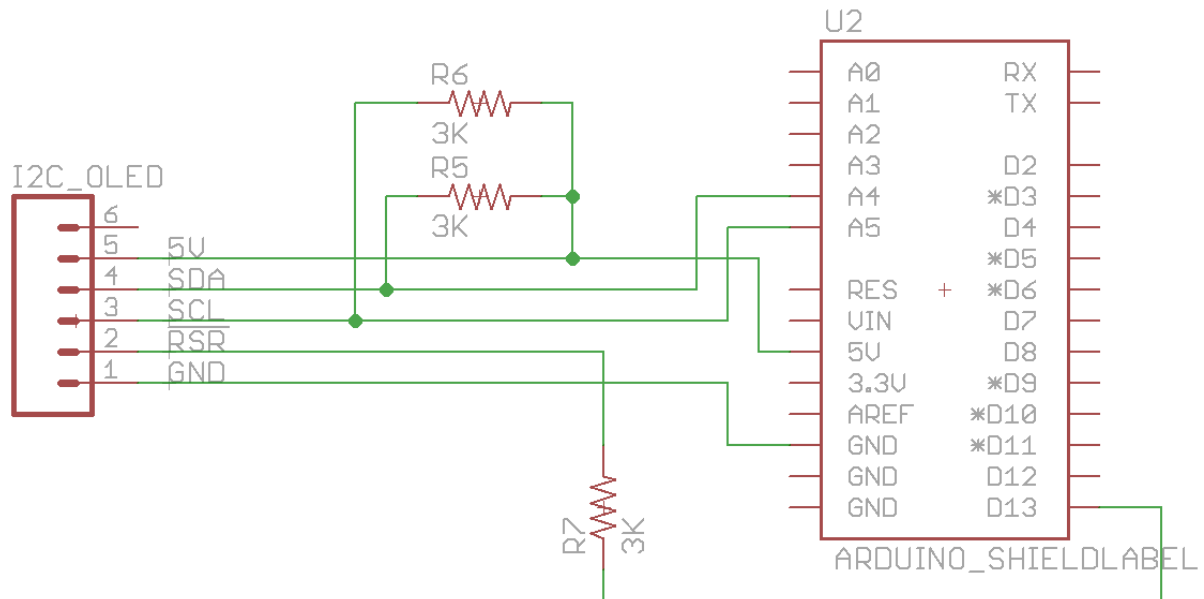 U2
R6
3K
R5
3K
I2C_OLED
6
5 5V
4 SDA
3 SCL
2 RSR
1 GND
R7 3K
A0 RX
A1 TX
A2
A3 D2
A4 *D3
A5 D4
*D5
RES *D6
VIN D7
5V D8
3.3V *D9
AREF *D10
GND *D11
GND D12
GND D13
ARDUINO_SHIELDLABEL